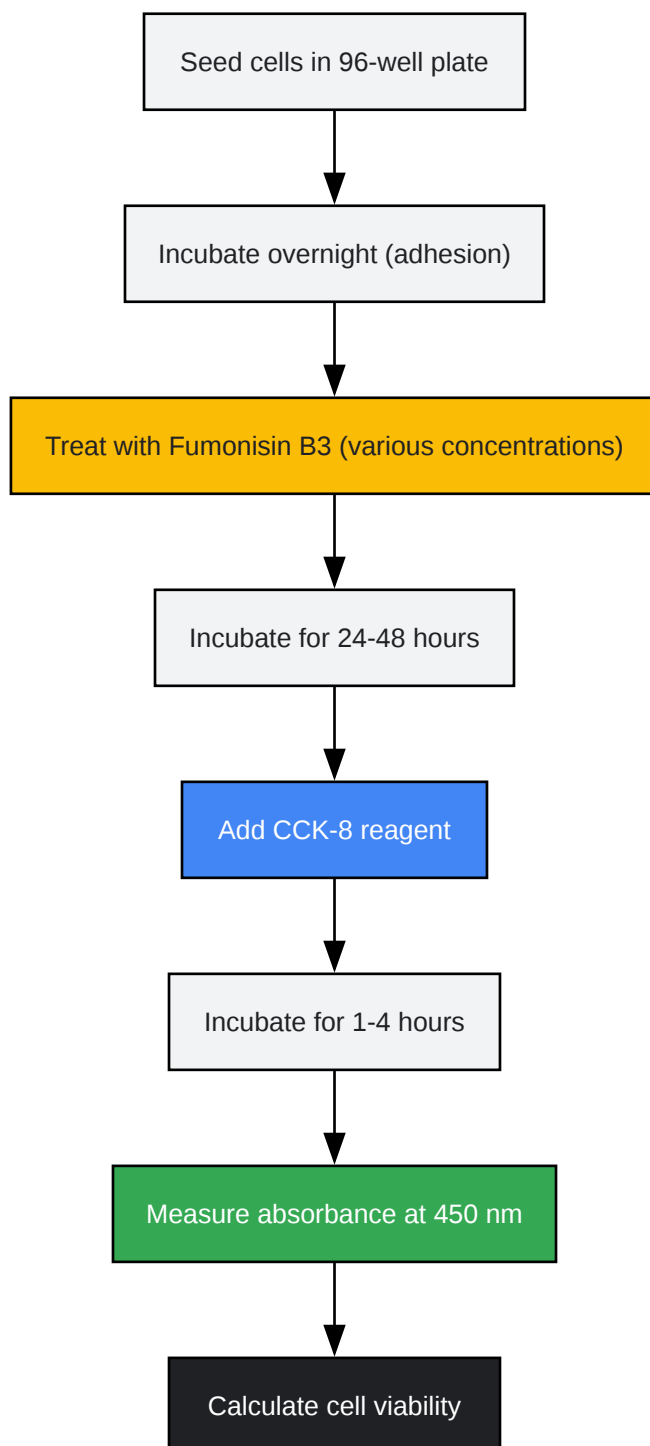 Seed cells in 96-well plate
Incubate overnight (adhesion)
Treat with Fumonisin B3 (various concentrations)
Incubate for 24-48 hours
Add CCK-8 reagent
Incubate for 1-4 hours
Measure absorbance at 450 nm
Calculate cell viability